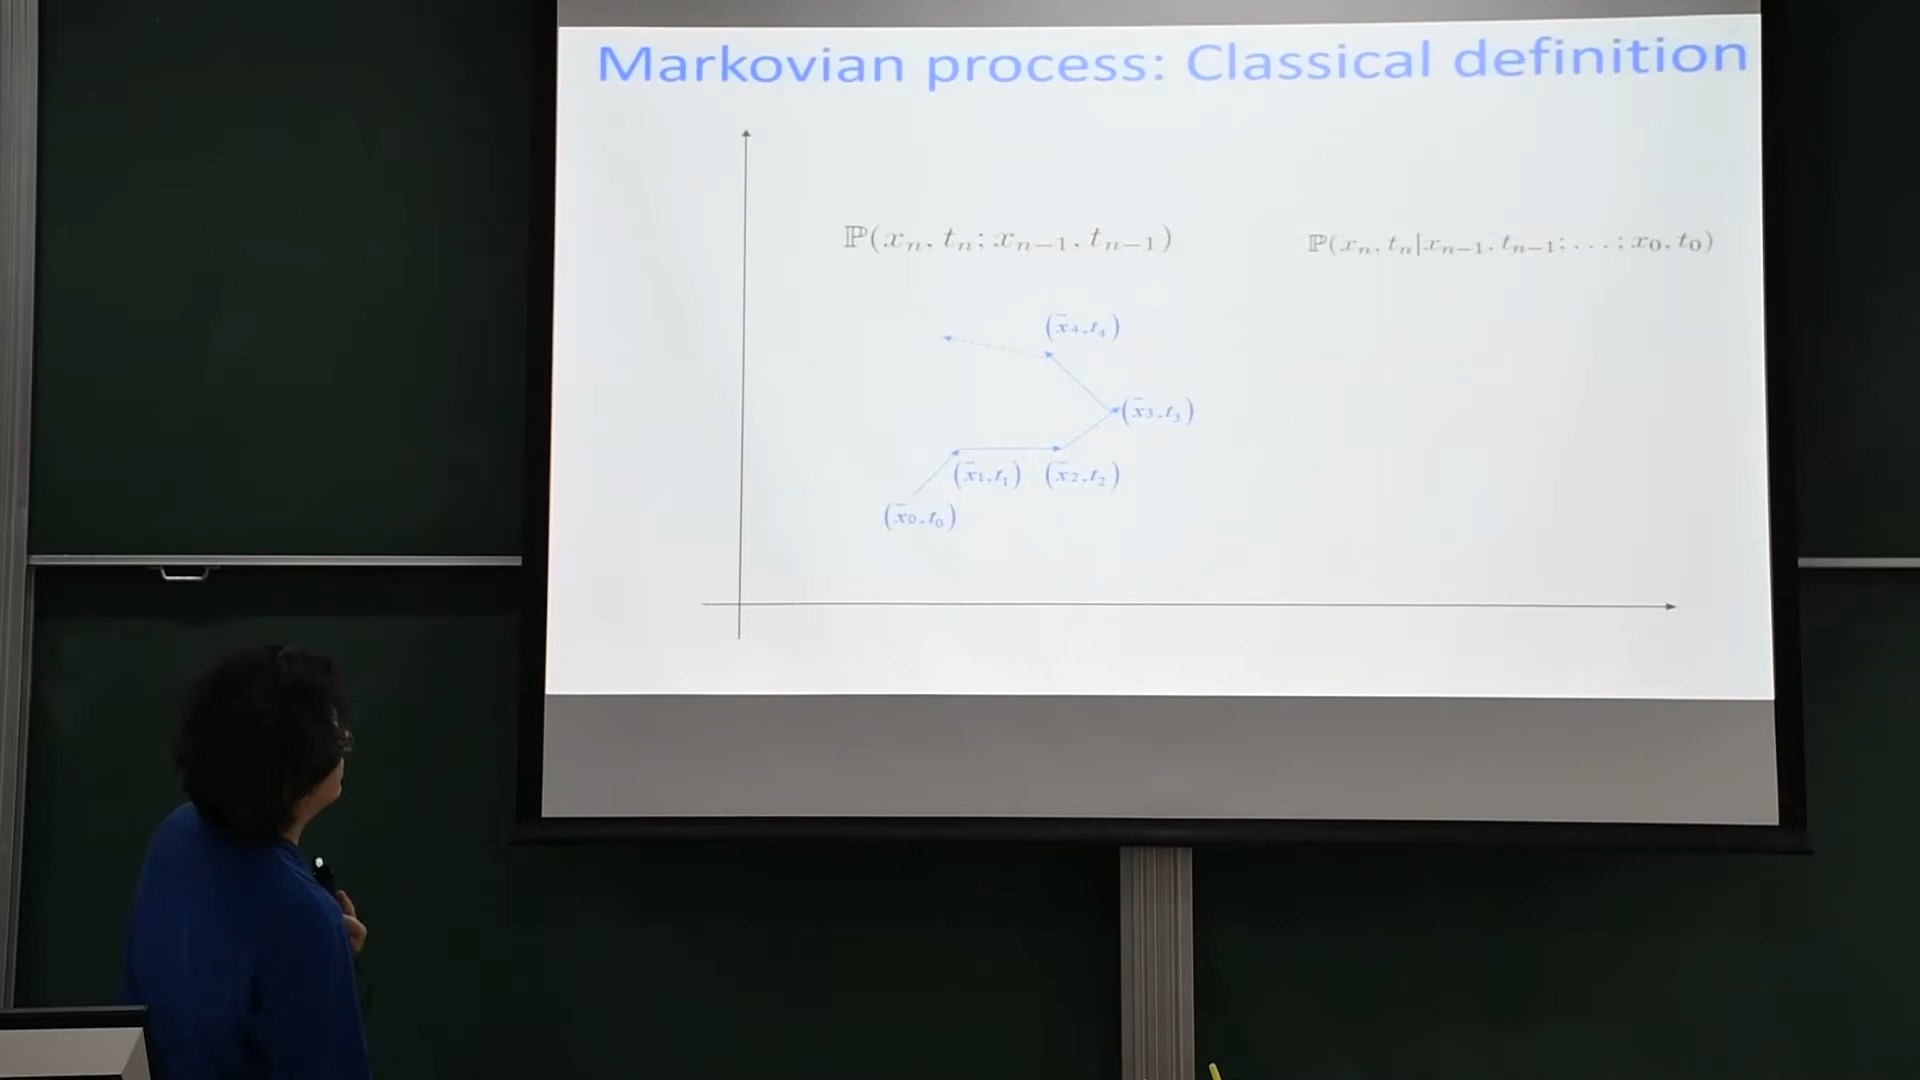 Markovian process: Classical definition
ℙ(xₙ, tₙ; xₙ₋₁, tₙ₋₁)
ℙ(xₙ, tₙ|xₙ₋₁, tₙ₋₁; . . . ; x₀, t₀)
(x̄₄, t₄)
(x̄₃, t₃)
(x̄₁, t₁) (x̄₂, t₂)
(x̄₀, t₀)